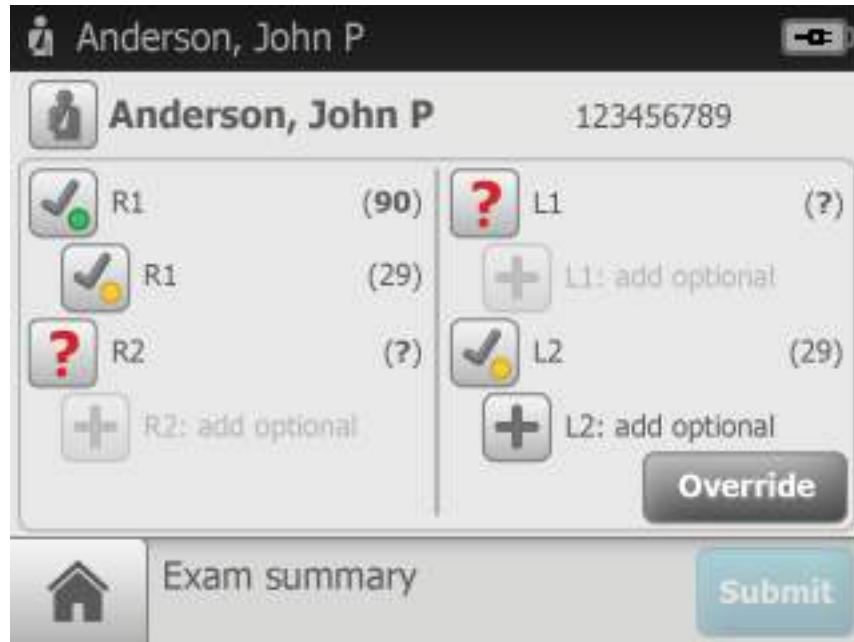 Anderson, John P
Anderson, John P 123456789
R1 (90)
R1 (29)
R2 (?)
R2: add optional
L1 (?)
L1: add optional
L2 (29)
L2: add optional
Override
Exam summary
Submit